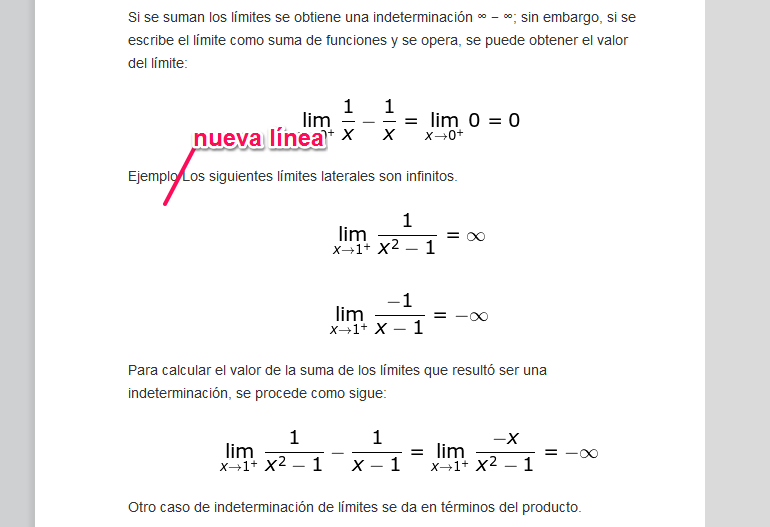 Si se suman los límites se obtiene una indeterminación ∞ − ∞; sin embargo, si se
escribe el límite como suma de funciones y se opera, se puede obtener el valor
del límite:
lim 1/x − 1/x = lim x→0⁺ 0 = 0
nueva línea
Ejemplo Los siguientes límites laterales son infinitos.
lim x→1⁺ 1/(x² − 1) = ∞
lim x→1⁺ −1/(x − 1) = −∞
Para calcular el valor de la suma de los límites que resultó ser una
indeterminación, se procede como sigue:
lim x→1⁺ 1/(x² − 1) − 1/(x − 1) = lim x→1⁺ −x/(x² − 1) = −∞
Otro caso de indeterminación de límites se da en términos del producto.